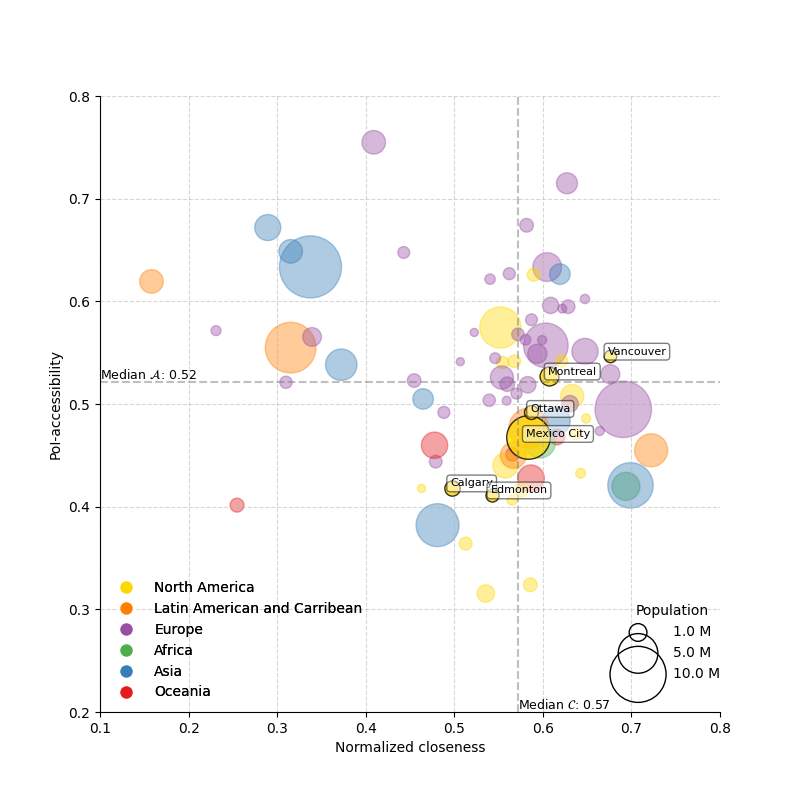 0.8
0.7
0.6
0.5
0.4
0.3
0.2
PoI-accessibility
Median 𝒜: 0.52
Vancouver
Montreal
Ottawa
Mexico City
Calgary
Edmonton
North America
Latin American and Carribean
Europe
Africa
Asia
Oceania
Population
1.0 M
5.0 M
10.0 M
Median 𝒞: 0.57
0.1 0.2 0.3 0.4 0.5 0.6 0.7 0.8
Normalized closeness